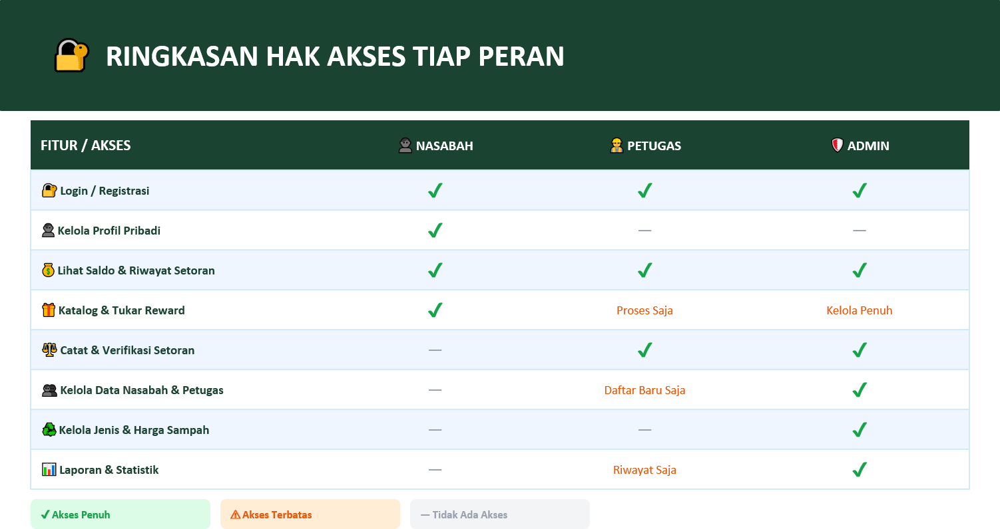 RINGKASAN HAK AKSES TIAP PERAN
FITUR / AKSES NASABAH PETUGAS ADMIN
Login / Registrasi ✔ ✔ ✔
Kelola Profil Pribadi ✔ — —
Lihat Saldo & Riwayat Setoran ✔ ✔ ✔
Katalog & Tukar Reward ✔ Proses Saja Kelola Penuh
Catat & Verifikasi Setoran — ✔ ✔
Kelola Data Nasabah & Petugas — Daftar Baru Saja ✔
Kelola Jenis & Harga Sampah — — ✔
Laporan & Statistik — Riwayat Saja ✔
✔ Akses Penuh ⚠ Akses Terbatas — Tidak Ada Akses